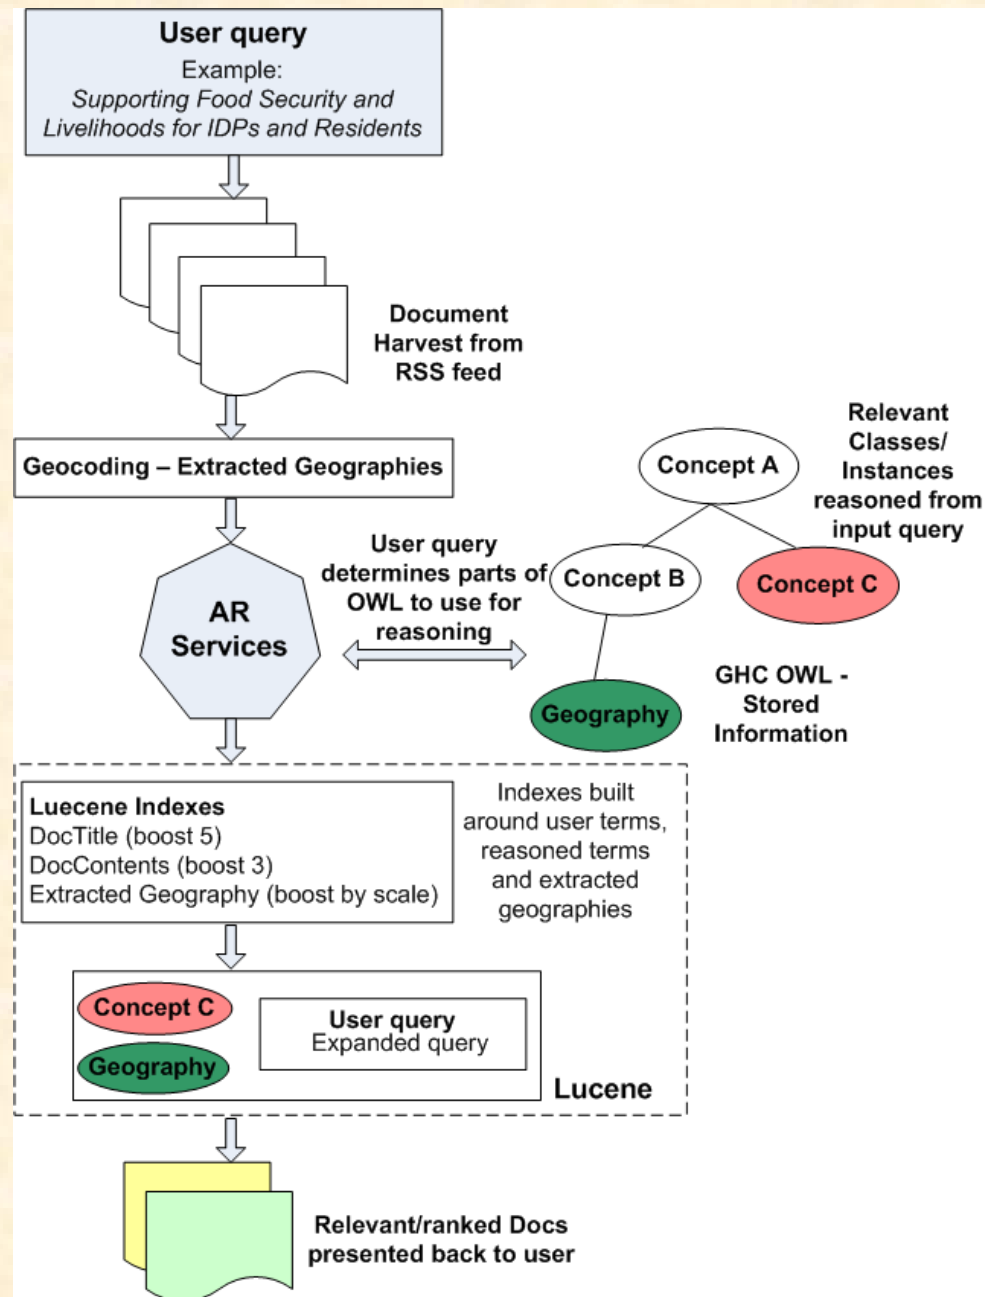 User query
Example:
Supporting Food Security and
Livelihoods for IDPs and Residents
Document
Harvest from
RSS feed
Geocoding – Extracted Geographies
Relevant
Classes/
Instances
reasoned from
input query
Concept A
User query
determines parts of
OWL to use for
reasoning
Concept B
Concept C
AR
Services
GHC OWL -
Stored
Information
Geography
Luecene Indexes
DocTitle (boost 5)
DocContents (boost 3)
Extracted Geography (boost by scale)
Indexes built
around user terms,
reasoned terms
and extracted
geographies
Concept C
Geography
User query
Expanded query
Lucene
Relevant/ranked Docs
presented back to user